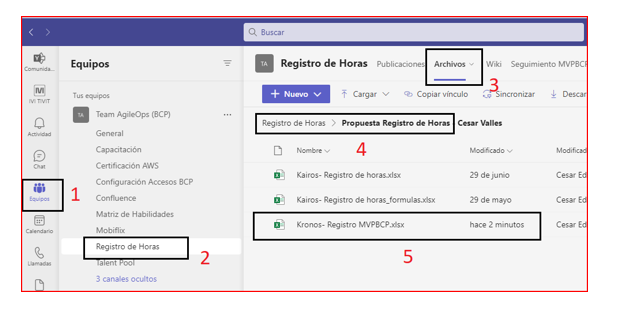 Buscar
Comunida...
IVI TIVIT
Actividad
Chat
Equipos
Calendario
Llamadas
1
Equipos
Tus equipos
TA Team AgileOps (BCP) ...
General
Capacitación
Certificación AWS
Configuración Accesos BCP
Confluence
Matriz de Habilidades
Mobiflix
Registro de Horas
2
Talent Pool
3 canales ocultos
TA Registro de Horas Publicaciones Archivos Wiki Seguimiento MVPBCP
3
+ Nuevo Cargar Copiar vínculo Sincronizar Descar
Registro de Horas > Propuesta Registro de Horas - Cesar Valles
4
Nombre Modificado Modificad
Kairos- Registro de horas.xlsx 29 de junio Cesar Ed
Kairos- Registro de horas_formulas.xlsx 29 de mayo Cesar Ed
Kronos- Registro MVPBCP.xlsx hace 2 minutos Cesar Ed
5